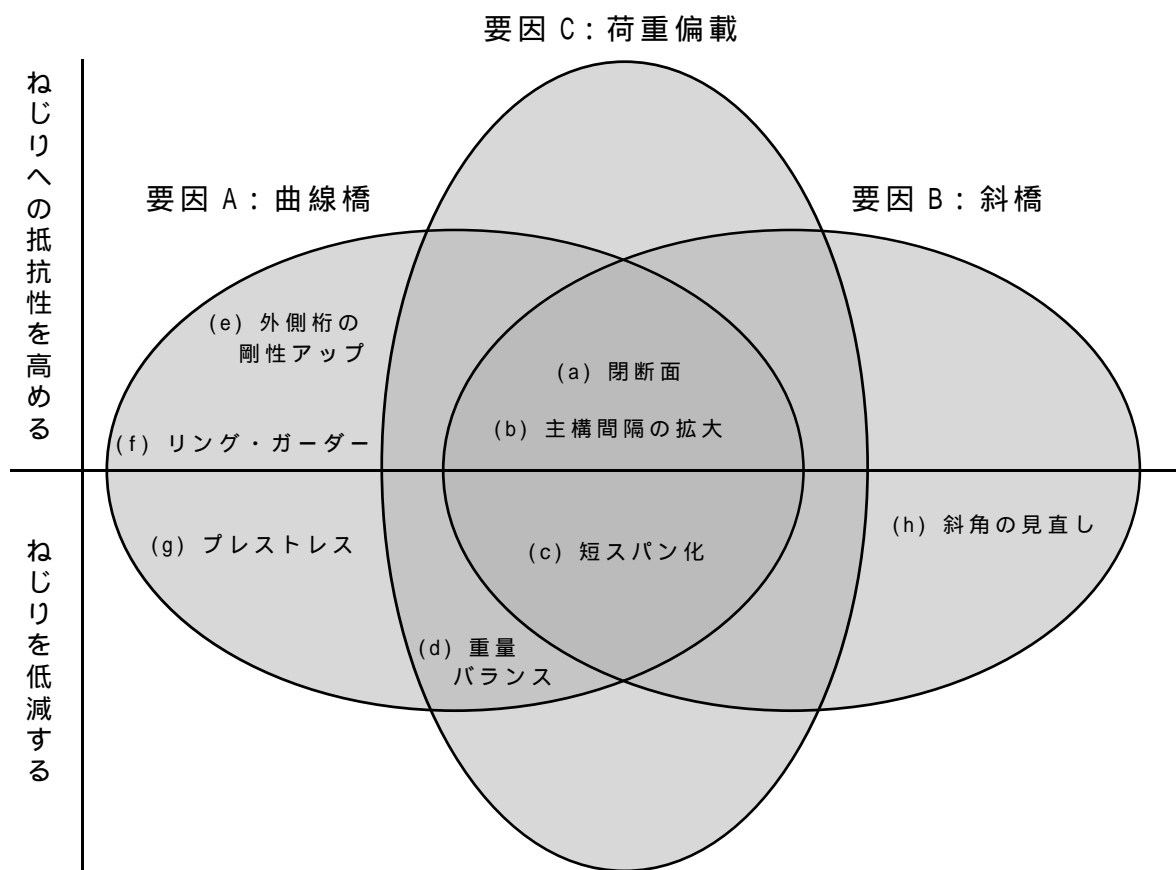 要因 C：荷重偏載
ねじりへの抵抗性を高める
要因 A：曲線橋
要因 B：斜橋
(e) 外側桁の
剛性アップ
(a) 閉断面
(b) 主構間隔の拡大
(f) リング・ガーダー
(h) 斜角の見直し
(g) プレストレス
(c) 短スパン化
ねじりを低減する
(d) 重量
バランス